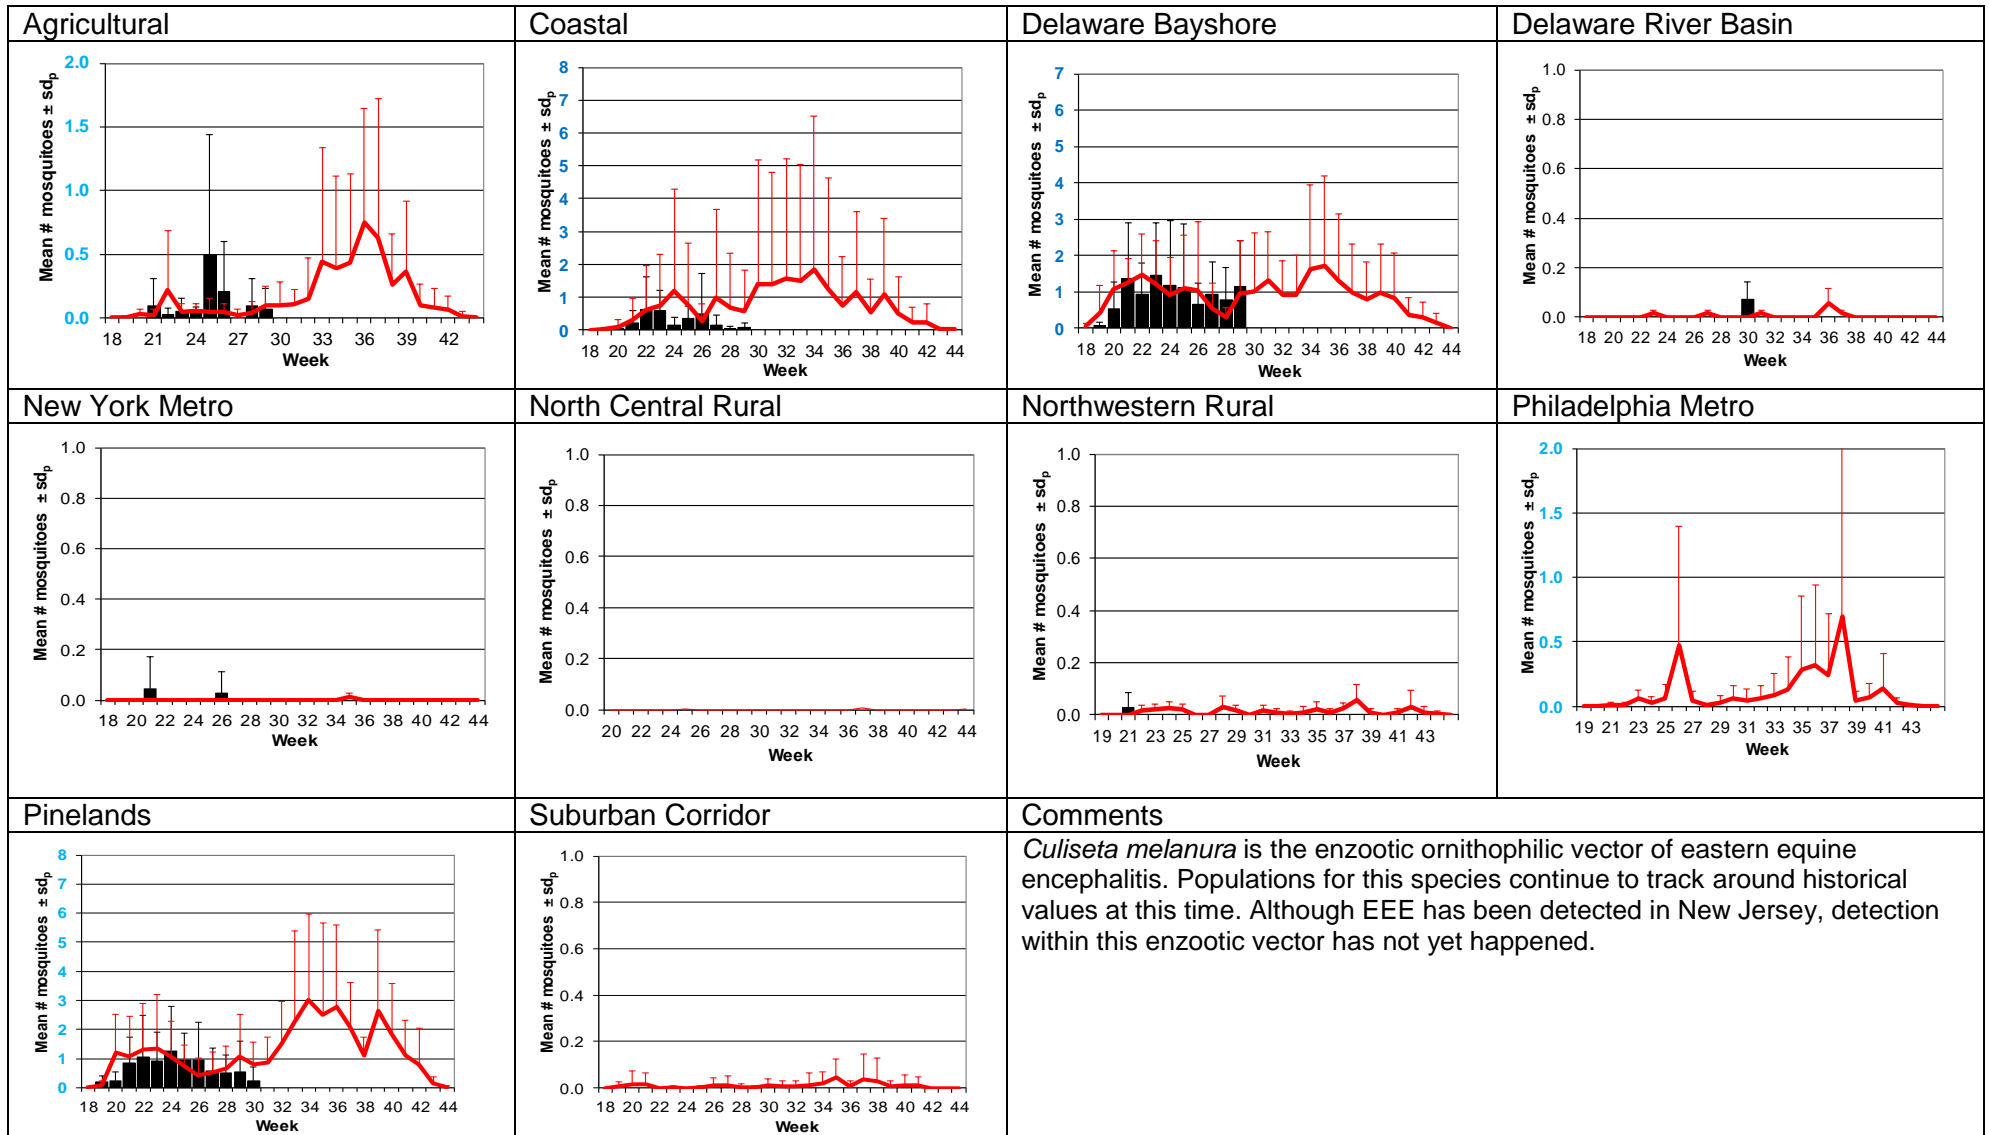 Agricultural
Mean # mosquitoes ± sdp
2.0
1.5
1.0
0.5
0.0
18 21 24 27 30 33 36 39 42
Week
Coastal
Mean # mosquitoes ± sdp
8
7
6
5
4
3
2
1
0
18 20 22 24 26 28 30 32 34 36 38 40 42 44
Week
Delaware Bayshore
Mean # mosquitoes ± sdp
7
6
5
4
3
2
1
0
18 20 22 24 26 28 30 32 34 36 38 40 42 44
Week
Delaware River Basin
Mean # mosquitoes ± sdp
1.0
0.8
0.6
0.4
0.2
0.0
18 20 22 24 26 28 30 32 34 36 38 40 42 44
Week
New York Metro
Mean # mosquitoes ± sdp
1.0
0.8
0.6
0.4
0.2
0.0
18 20 22 24 26 28 30 32 34 36 38 40 42 44
Week
North Central Rural
Mean # mosquitoes ± sdp
1.0
0.8
0.6
0.4
0.2
0.0
20 22 24 26 28 30 32 34 36 38 40 42 44
Week
Northwestern Rural
Mean # mosquitoes ± sdp
1.0
0.8
0.6
0.4
0.2
0.0
19 21 23 25 27 29 31 33 35 37 39 41 43
Week
Philadelphia Metro
Mean # mosquitoes ± sdp
2.0
1.5
1.0
0.5
0.0
19 21 23 25 27 29 31 33 35 37 39 41 43
Week
Pinelands
Mean # mosquitoes ± sdp
8
7
6
5
4
3
2
1
0
18 20 22 24 26 28 30 32 34 36 38 40 42 44
Week
Suburban Corridor
Mean # mosquitoes ± sdp
1.0
0.8
0.6
0.4
0.2
0.0
18 20 22 24 26 28 30 32 34 36 38 40 42 44
Week
Comments
Culiseta melanura is the enzootic ornithophilic vector of eastern equine
encephalitis. Populations for this species continue to track around historical
values at this time. Although EEE has been detected in New Jersey, detection
within this enzootic vector has not yet happened.